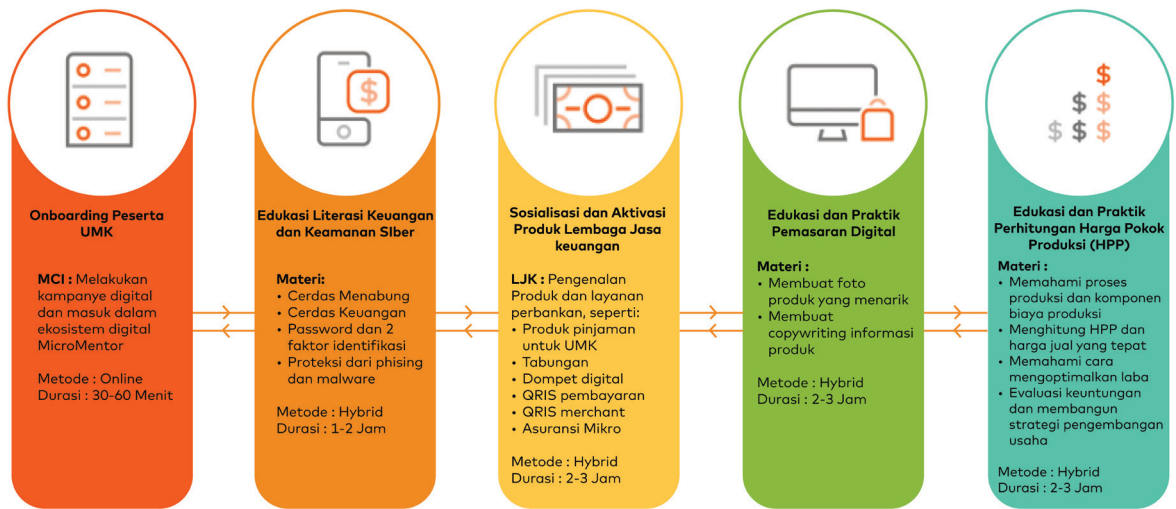 Onboarding Peserta
UMK
MCI : Melakukan
kampanye digital
dan masuk dalam
ekosistem digital
MicroMentor
Metode : Online
Durasi : 30-60 Menit
Edukasi Literasi Keuangan
dan Keamanan SIber
Materi:
• Cerdas Menabung
• Cerdas Keuangan
• Password dan 2
faktor identifikasi
• Proteksi dari phising
dan malware
Metode : Hybrid
Durasi : 1-2 Jam
Sosialisasi dan Aktivasi
Produk Lembaga Jasa
keuangan
LJK : Pengenalan
Produk dan layanan
perbankan, seperti:
• Produk pinjaman
untuk UMK
• Tabungan
• Dompet digital
• QRIS pembayaran
• QRIS merchant
• Asuransi Mikro
Metode : Hybrid
Durasi : 2-3 Jam
Edukasi dan Praktik
Pemasaran Digital
Materi :
• Membuat foto
produk yang menarik
• Membuat
copywriting informasi
produk
Metode : Hybrid
Durasi : 2-3 Jam
Edukasi dan Praktik
Perhitungan Harga Pokok
Produksi (HPP)
Materi :
• Memahami proses
produksi dan komponen
biaya produksi
• Menghitung HPP dan
harga jual yang tepat
• Memahami cara
mengoptimalkan laba
• Evaluasi keuntungan
dan membangun
strategi pengembangan
usaha
Metode : Hybrid
Durasi : 2-3 Jam